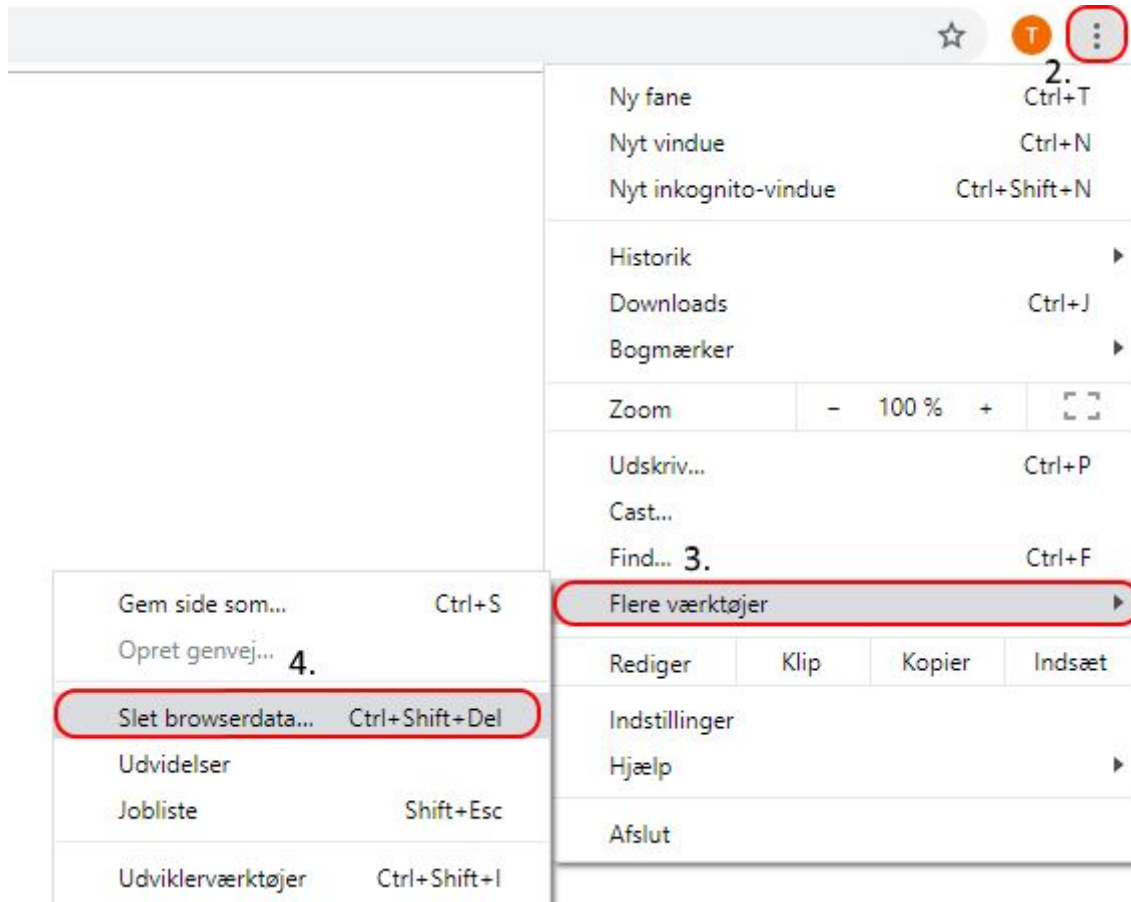 T
2.
Ny fane Ctrl+T
Nyt vindue Ctrl+N
Nyt inkognito-vindue Ctrl+Shift+N
Historik
Downloads Ctrl+J
Bogmærker
Zoom - 100 % +
Udskriv... Ctrl+P
Cast...
Find... 3. Ctrl+F
Flere værktøjer
Rediger Klip Kopier Indsæt
Indstillinger
Hjælp
Afslut
Gem side som... Ctrl+S
Opret genvej... 4.
Slet browserdata... Ctrl+Shift+Del
Udvidelser
Jobliste Shift+Esc
Udviklerværktøjer Ctrl+Shift+I